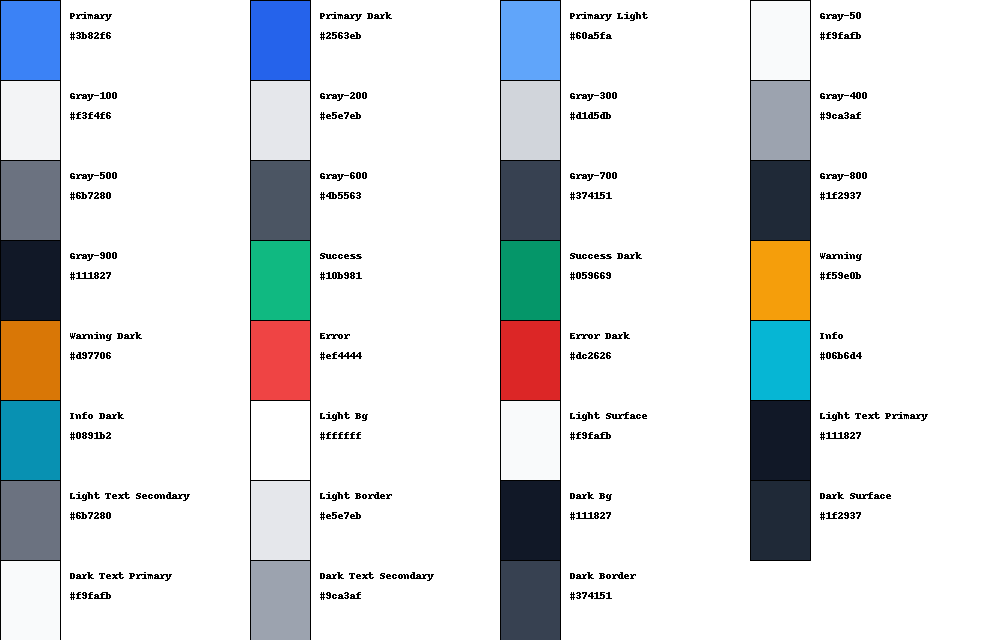 Primary
#3b82f6
Primary Dark
#2563eb
Primary Light
#60a5fa
Gray-50
#f9fafb
Gray-100
#f3f4f6
Gray-200
#e5e7eb
Gray-300
#d1d5db
Gray-400
#9ca3af
Gray-500
#6b7280
Gray-600
#4b5563
Gray-700
#374151
Gray-800
#1f2937
Gray-900
#111827
Success
#10b981
Success Dark
#059669
Warning
#f59e0b
Warning Dark
#d97706
Error
#ef4444
Error Dark
#dc2626
Info
#06b6d4
Info Dark
#0891b2
Light Bg
#ffffff
Light Surface
#f9fafb
Light Text Primary
#111827
Light Text Secondary
#6b7280
Light Border
#e5e7eb
Dark Bg
#111827
Dark Surface
#1f2937
Dark Text Primary
#f9fafb
Dark Text Secondary
#9ca3af
Dark Border
#374151